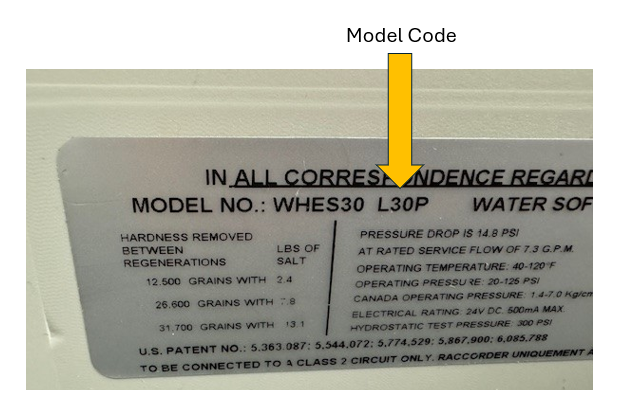 Model Code
IN ALL CORRESPONDENCE REGARD
MODEL NO.: WHES30 L30P WATER SOF
HARDNESS REMOVED
BETWEEN
REGENERATIONS
LBS OF
SALT
12,500 GRAINS WITH 2.4
26,600 GRAINS WITH 7.8
31,700 GRAINS WITH 13.1
PRESSURE DROP IS 14.8 PSI
AT RATED SERVICE FLOW OF 7.3 G.P.M.
OPERATING TEMPERATURE: 40-120°F
OPERATING PRESSURE: 20-125 PSI
CANADA OPERATING PRESSURE: 1.4-7.0 Kg/cm
ELECTRICAL RATING: 24V DC, 500mA MAX
HYDROSTATIC TEST PRESSURE: 300 PSI
U.S. PATENT NO.: 5,363,087; 5,544,072; 5,774,529; 5,867,900; 6,085,788
TO BE CONNECTED TO A CLASS 2 CIRCUIT ONLY. RACCORDER UNIQUEMENT A